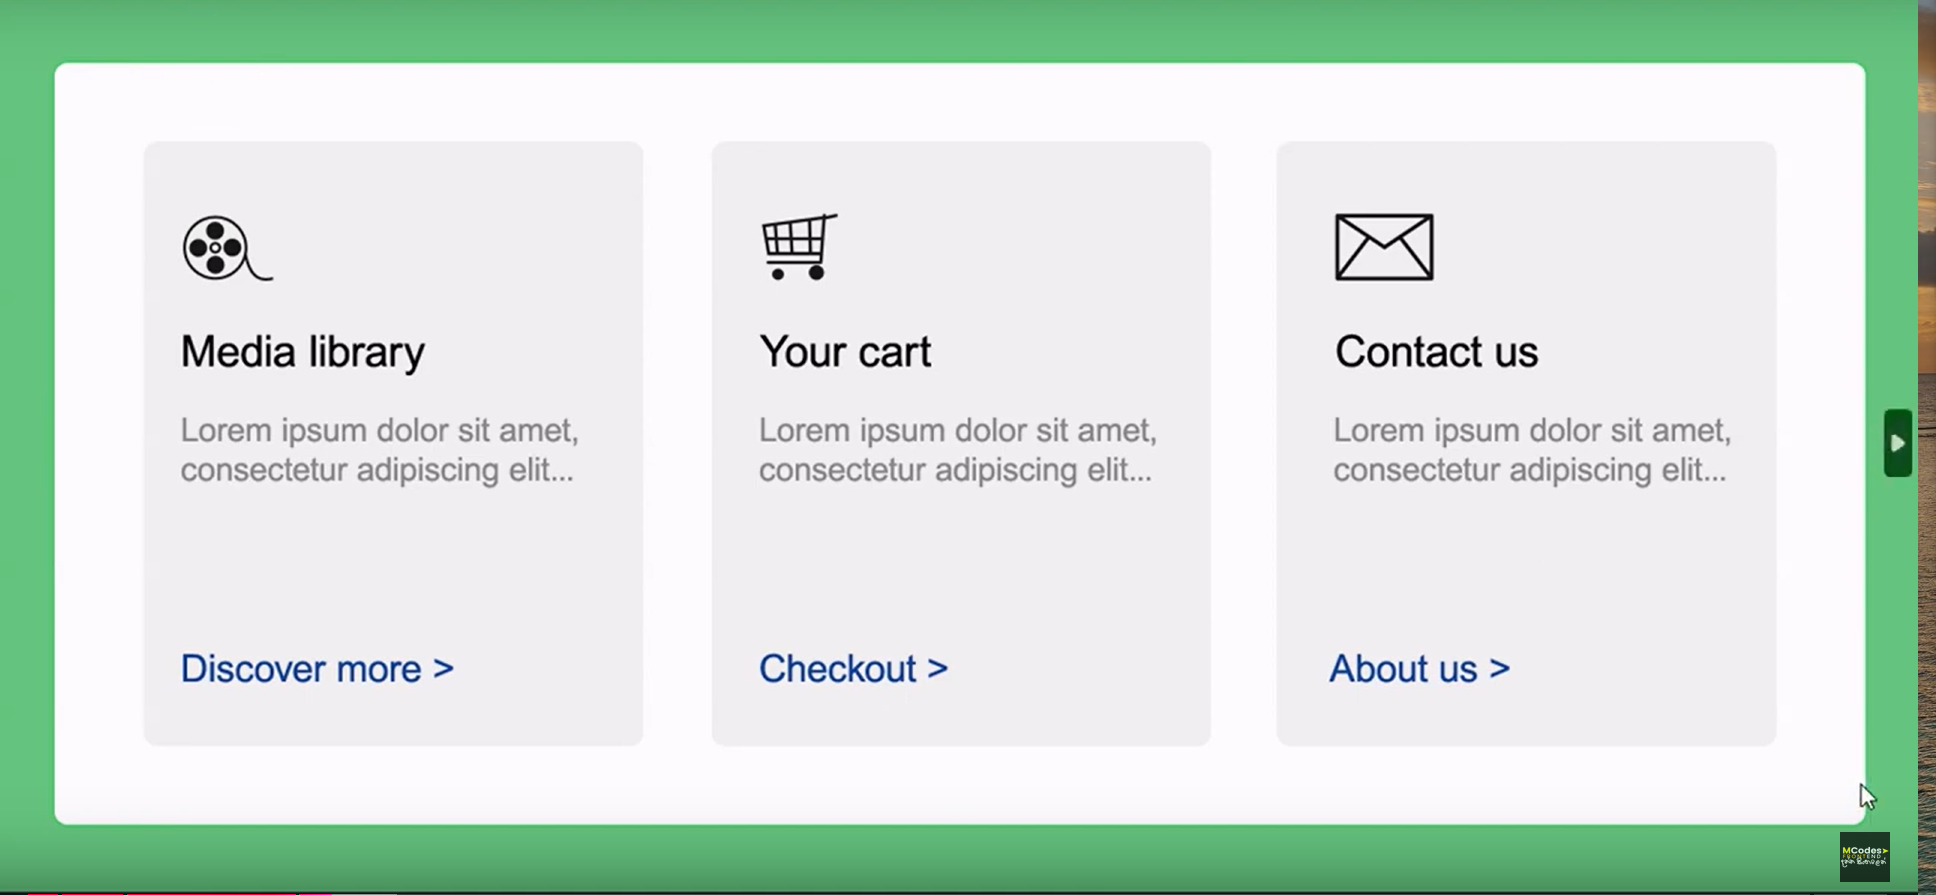 Media library
Lorem ipsum dolor sit amet,
consectetur adipiscing elit...
Discover more >
Your cart
Lorem ipsum dolor sit amet,
consectetur adipiscing elit...
Checkout >
Contact us
Lorem ipsum dolor sit amet,
consectetur adipiscing elit...
About us >
MCodes
FRONTEND